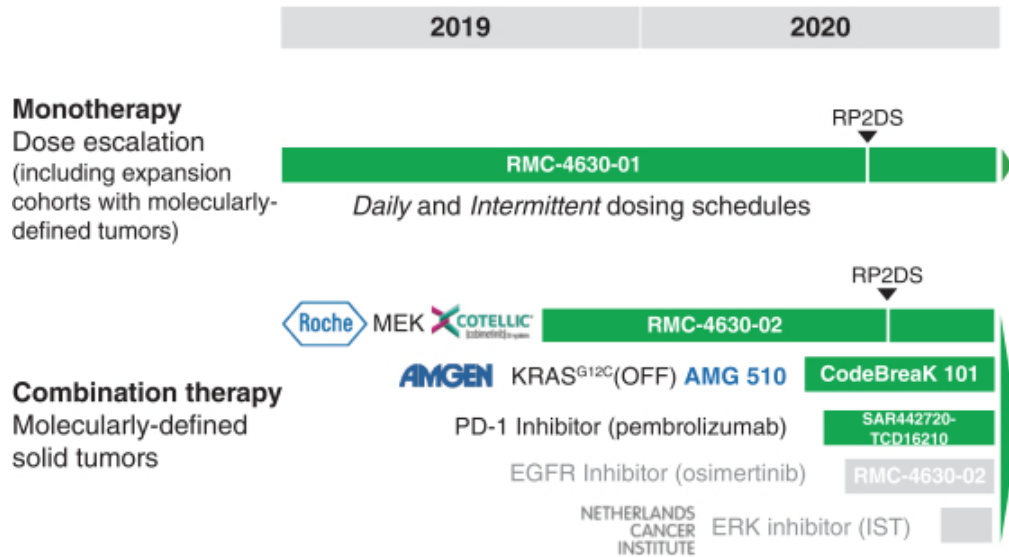 2019 2020
Monotherapy
Dose escalation
(including expansion
cohorts with molecularly-
defined tumors)
RP2DS
RMC-4630-01
Daily and Intermittent dosing schedules
RP2DS
Roche MEK COTELLIC
RMC-4630-02
AMGEN KRASG12C(OFF) AMG 510
CodeBreaK 101
Combination therapy
Molecularly-defined
solid tumors
PD-1 Inhibitor (pembrolizumab)
SAR442720-
TCD16210
EGFR Inhibitor (osimertinib)
RMC-4630-02
NETHERLANDS
CANCER
INSTITUTE
ERK inhibitor (IST)